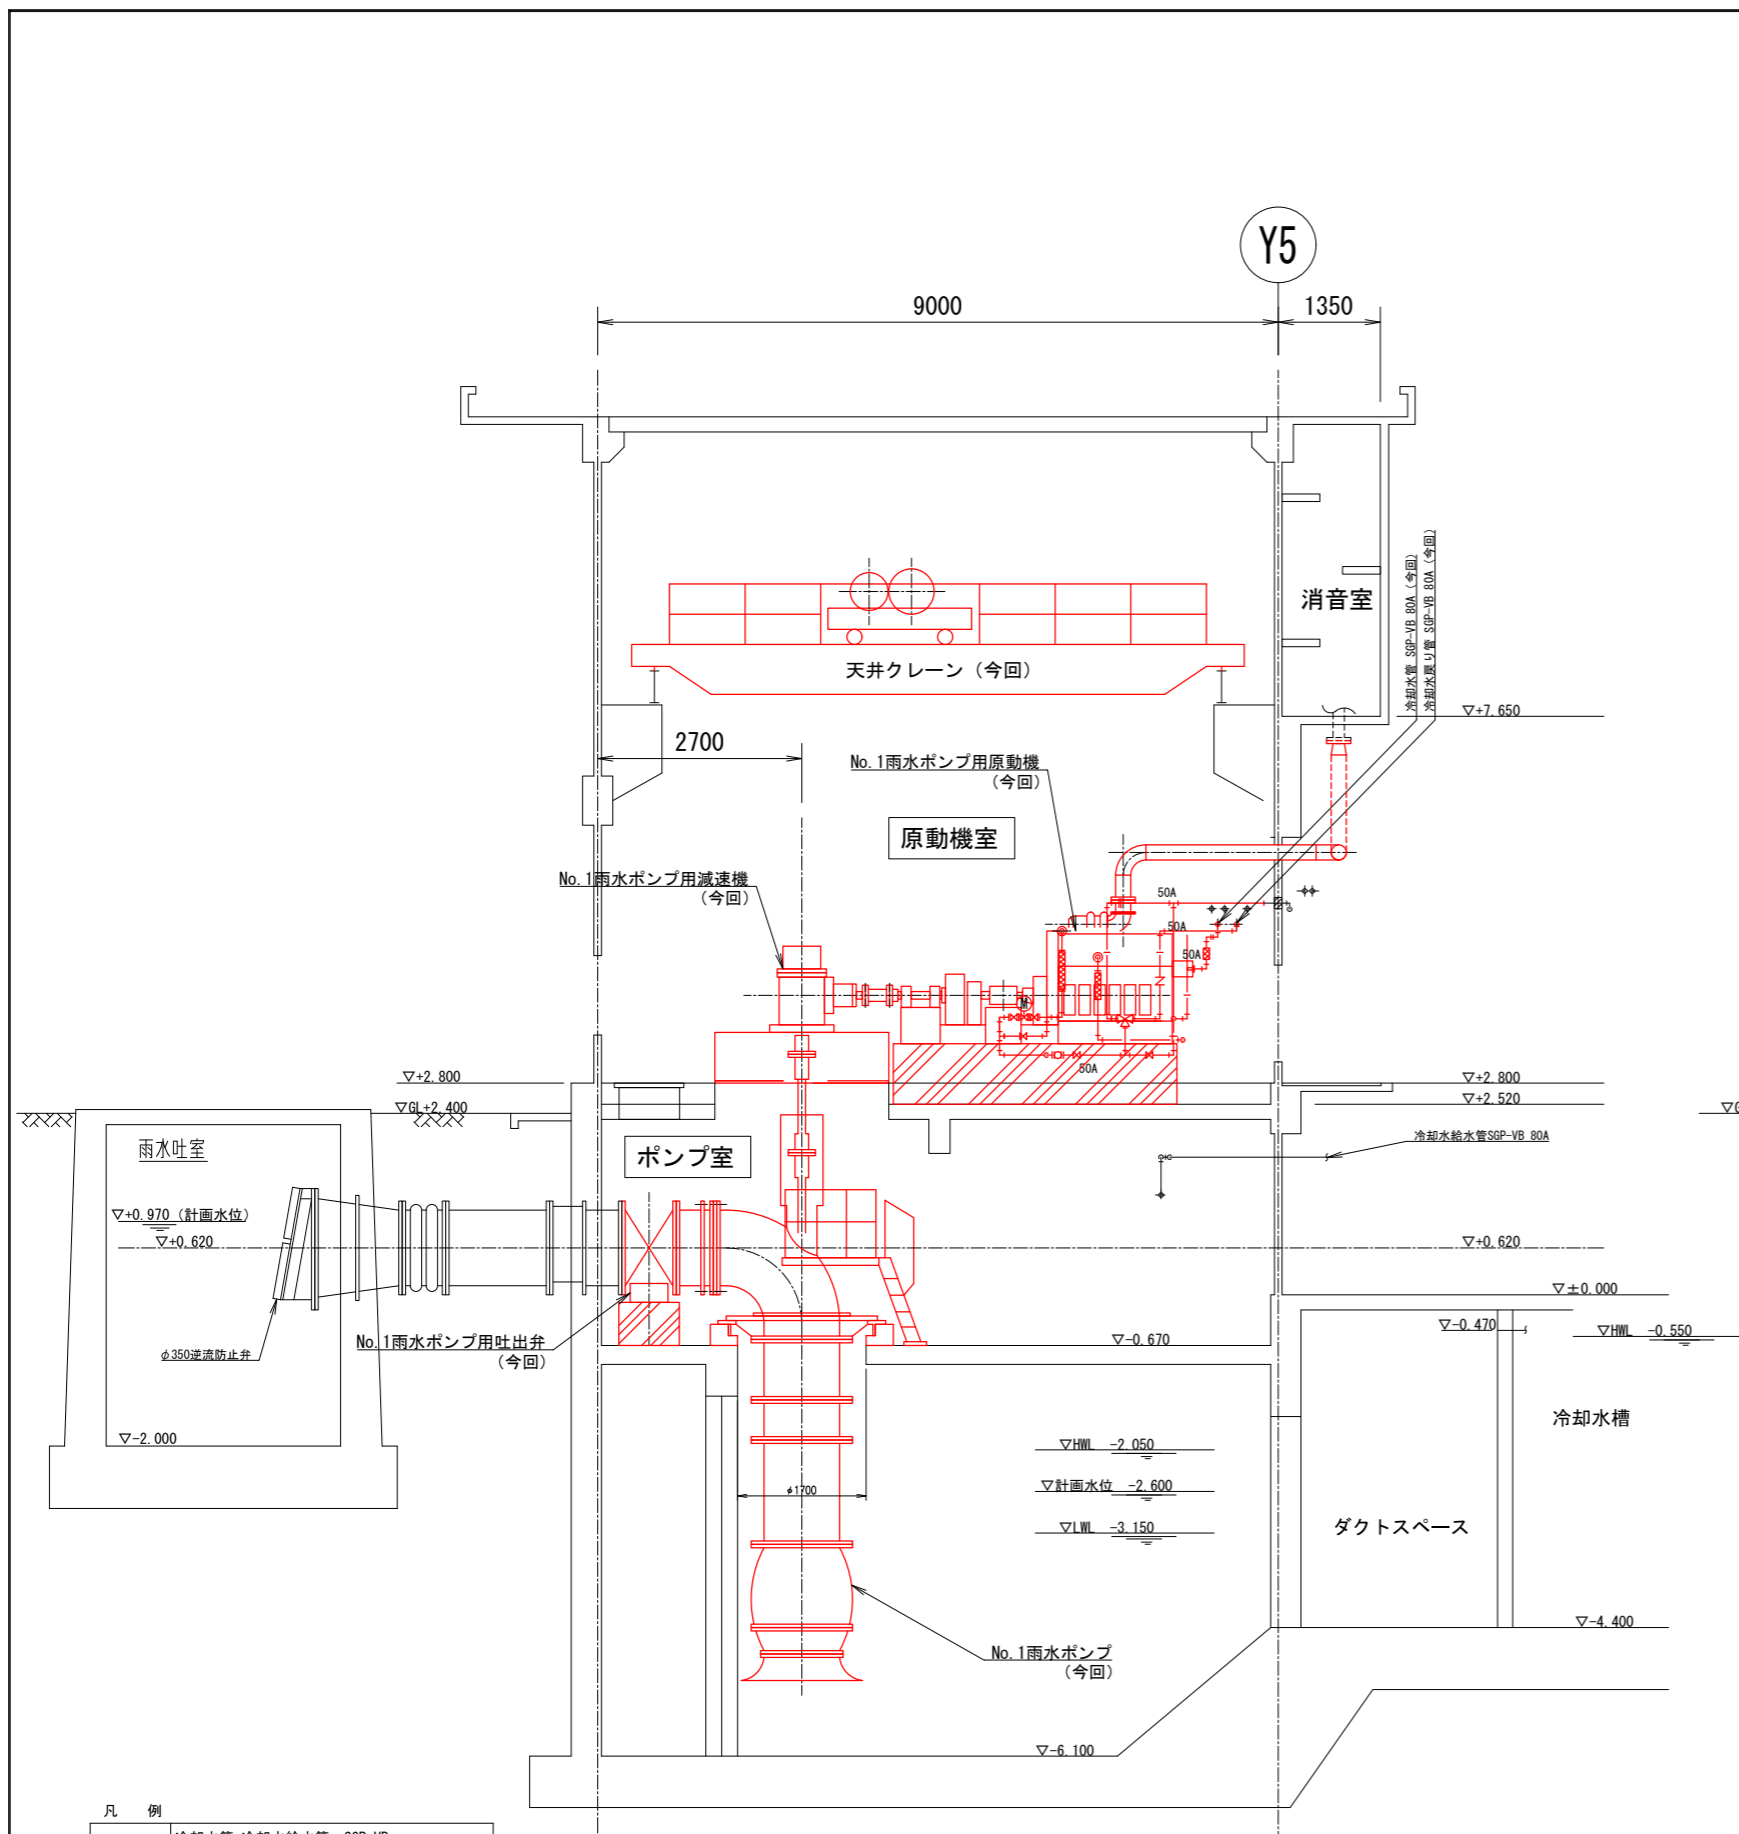 Y5
9000
1350
消音室
冷却水管 SGP-VB 80A (今回)
冷却水戻り管 SGP-VB 80A (今回)
天井クレーン（今回）
▽+7.650
2700
No.1雨水ポンプ用原動機
（今回）
原動機室
No.1雨水ポンプ用減速機
（今回）
50A
50A
50A
M
50A
▽+2.800
▽+2.800
▽GL+2.400
▽+2.520
▽G
雨水吐室
ポンプ室
冷却水給水管SGP-VB 80A
▽+0.970（計画水位）
▽+0.620
▽+0.620
▽±0.000
▽-0.470
▽HWL -0.550
No.1雨水ポンプ用吐出弁
（今回）
▽-0.670
φ350逆流防止弁
冷却水槽
▽-2.000
▽HWL -2.050
φ1700
▽計画水位 -2.600
▽LWL -3.150
ダクトスペース
▽-4.400
No.1雨水ポンプ
（今回）
▽-6.100
凡 例